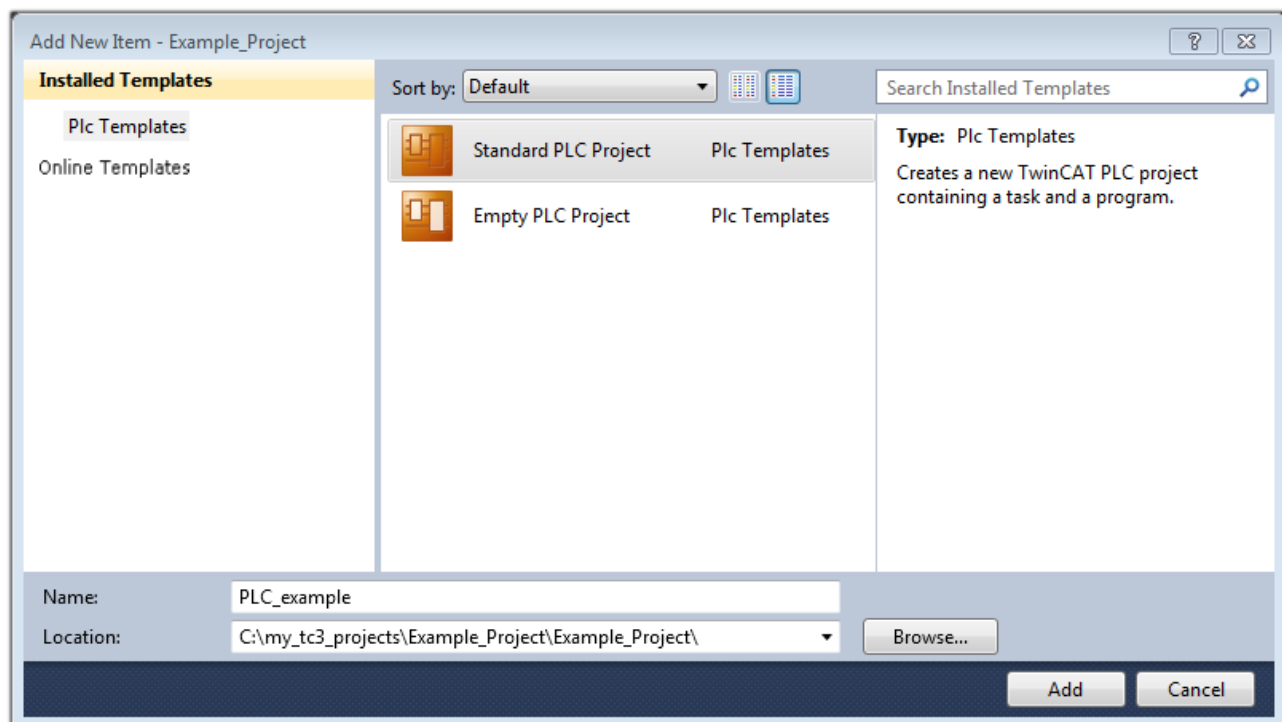 Add New Item - Example_Project
?
Installed Templates
Plc Templates
Online Templates
Sort by: Default
Search Installed Templates
Standard PLC Project Plc Templates
Empty PLC Project Plc Templates
Type: Plc Templates
Creates a new TwinCAT PLC project
containing a task and a program.
Name: PLC_example
Location: C:\my_tc3_projects\Example_Project\Example_Project\
Browse...
Add Cancel